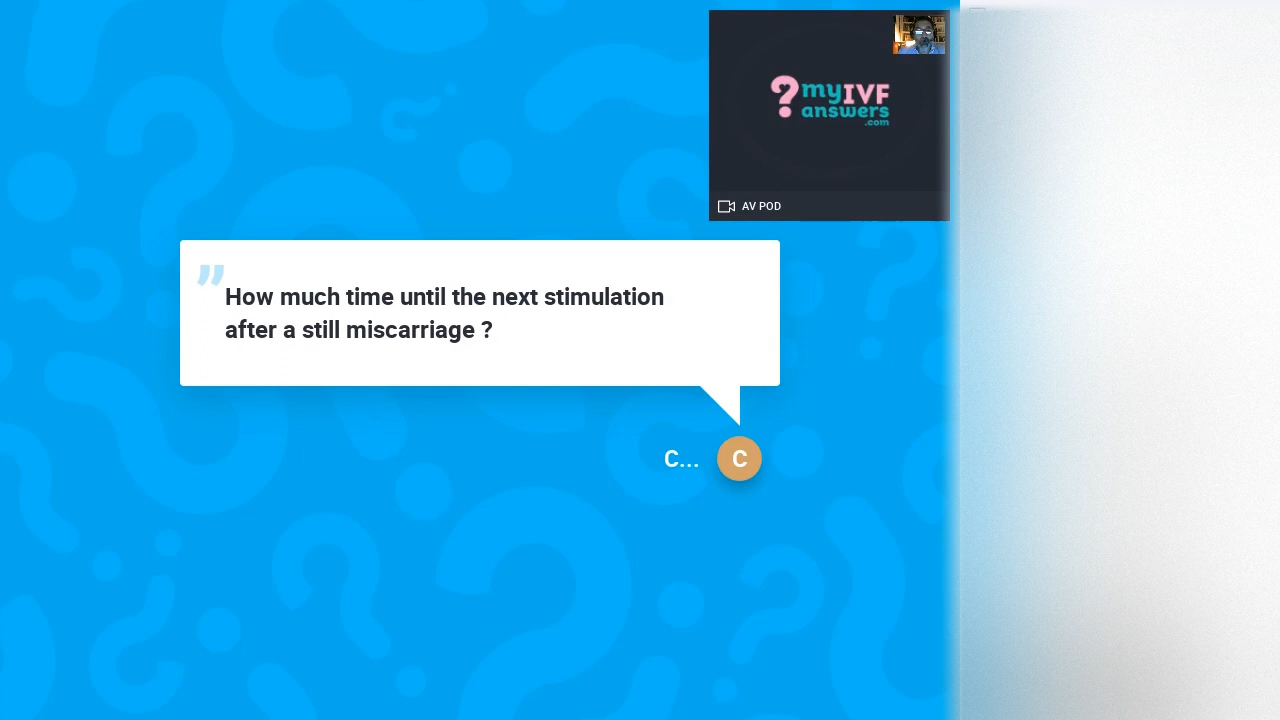 ?myIVF
answers
.com
AV POD
"
How much time until the next stimulation
after a still miscarriage ?
C...
C